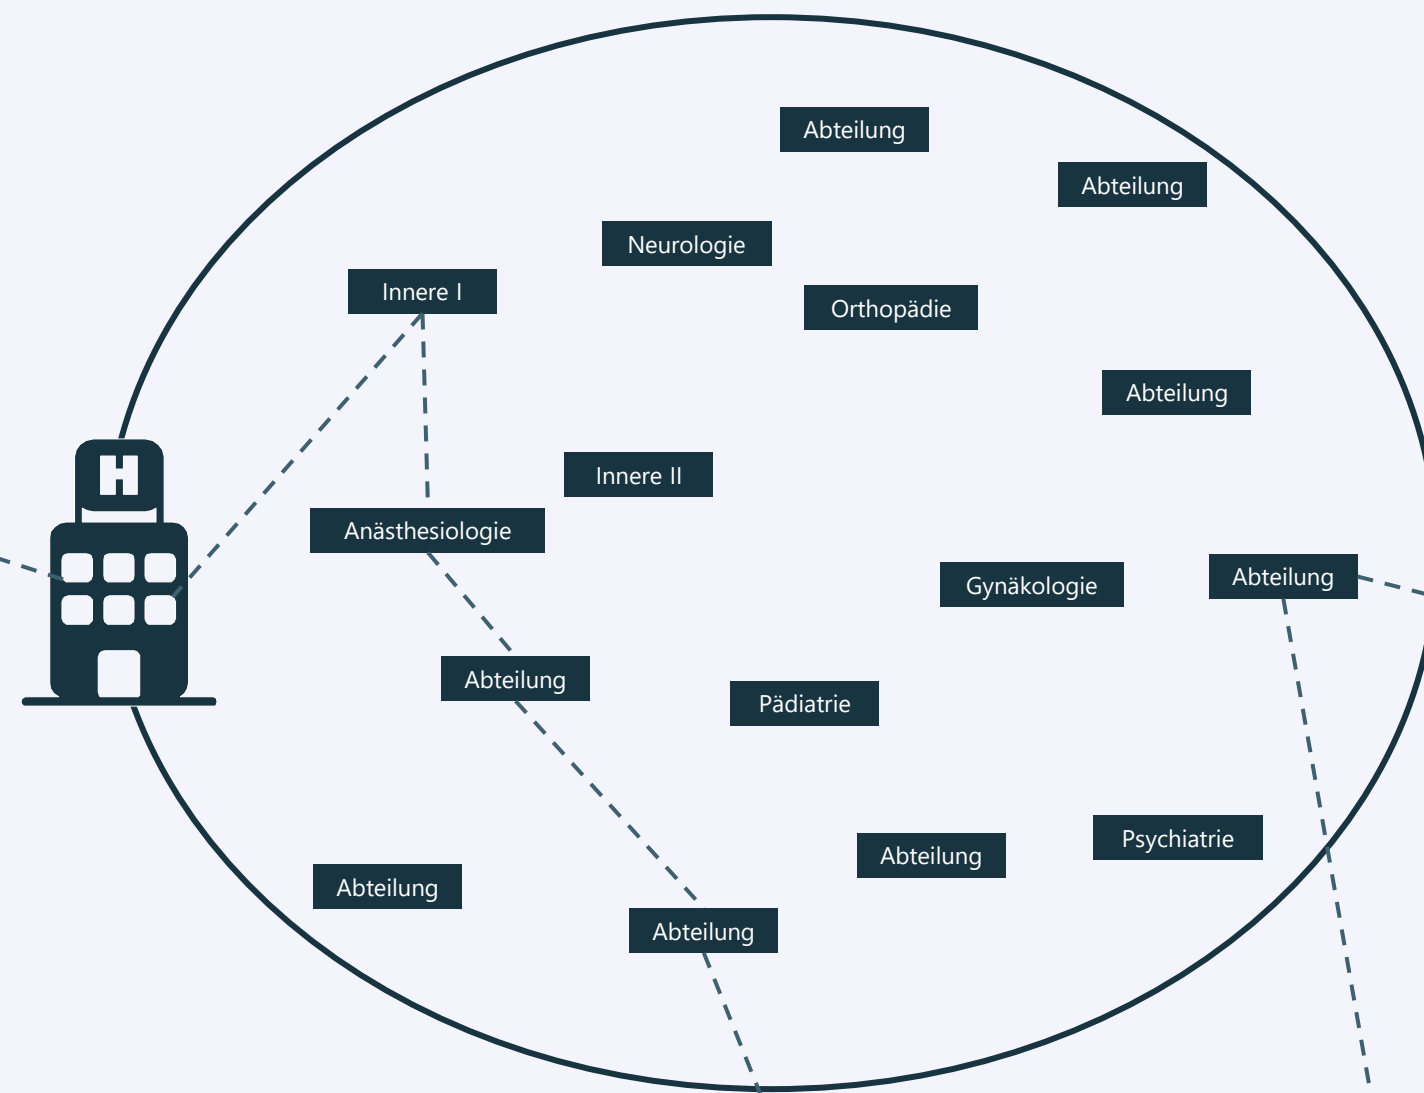 Abteilung
Abteilung
Neurologie
Innere I
Orthopädie
Abteilung
H
Innere II
Anästhesiologie
Abteilung
Gynäkologie
Abteilung
Pädiatrie
Psychiatrie
Abteilung
Abteilung
Abteilung